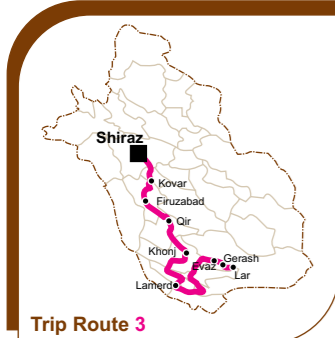 Shiraz
Kovar
Firuzabad
Qir
Khonj
Gerash
Evaz
Lar
Lamerd
Trip Route 3